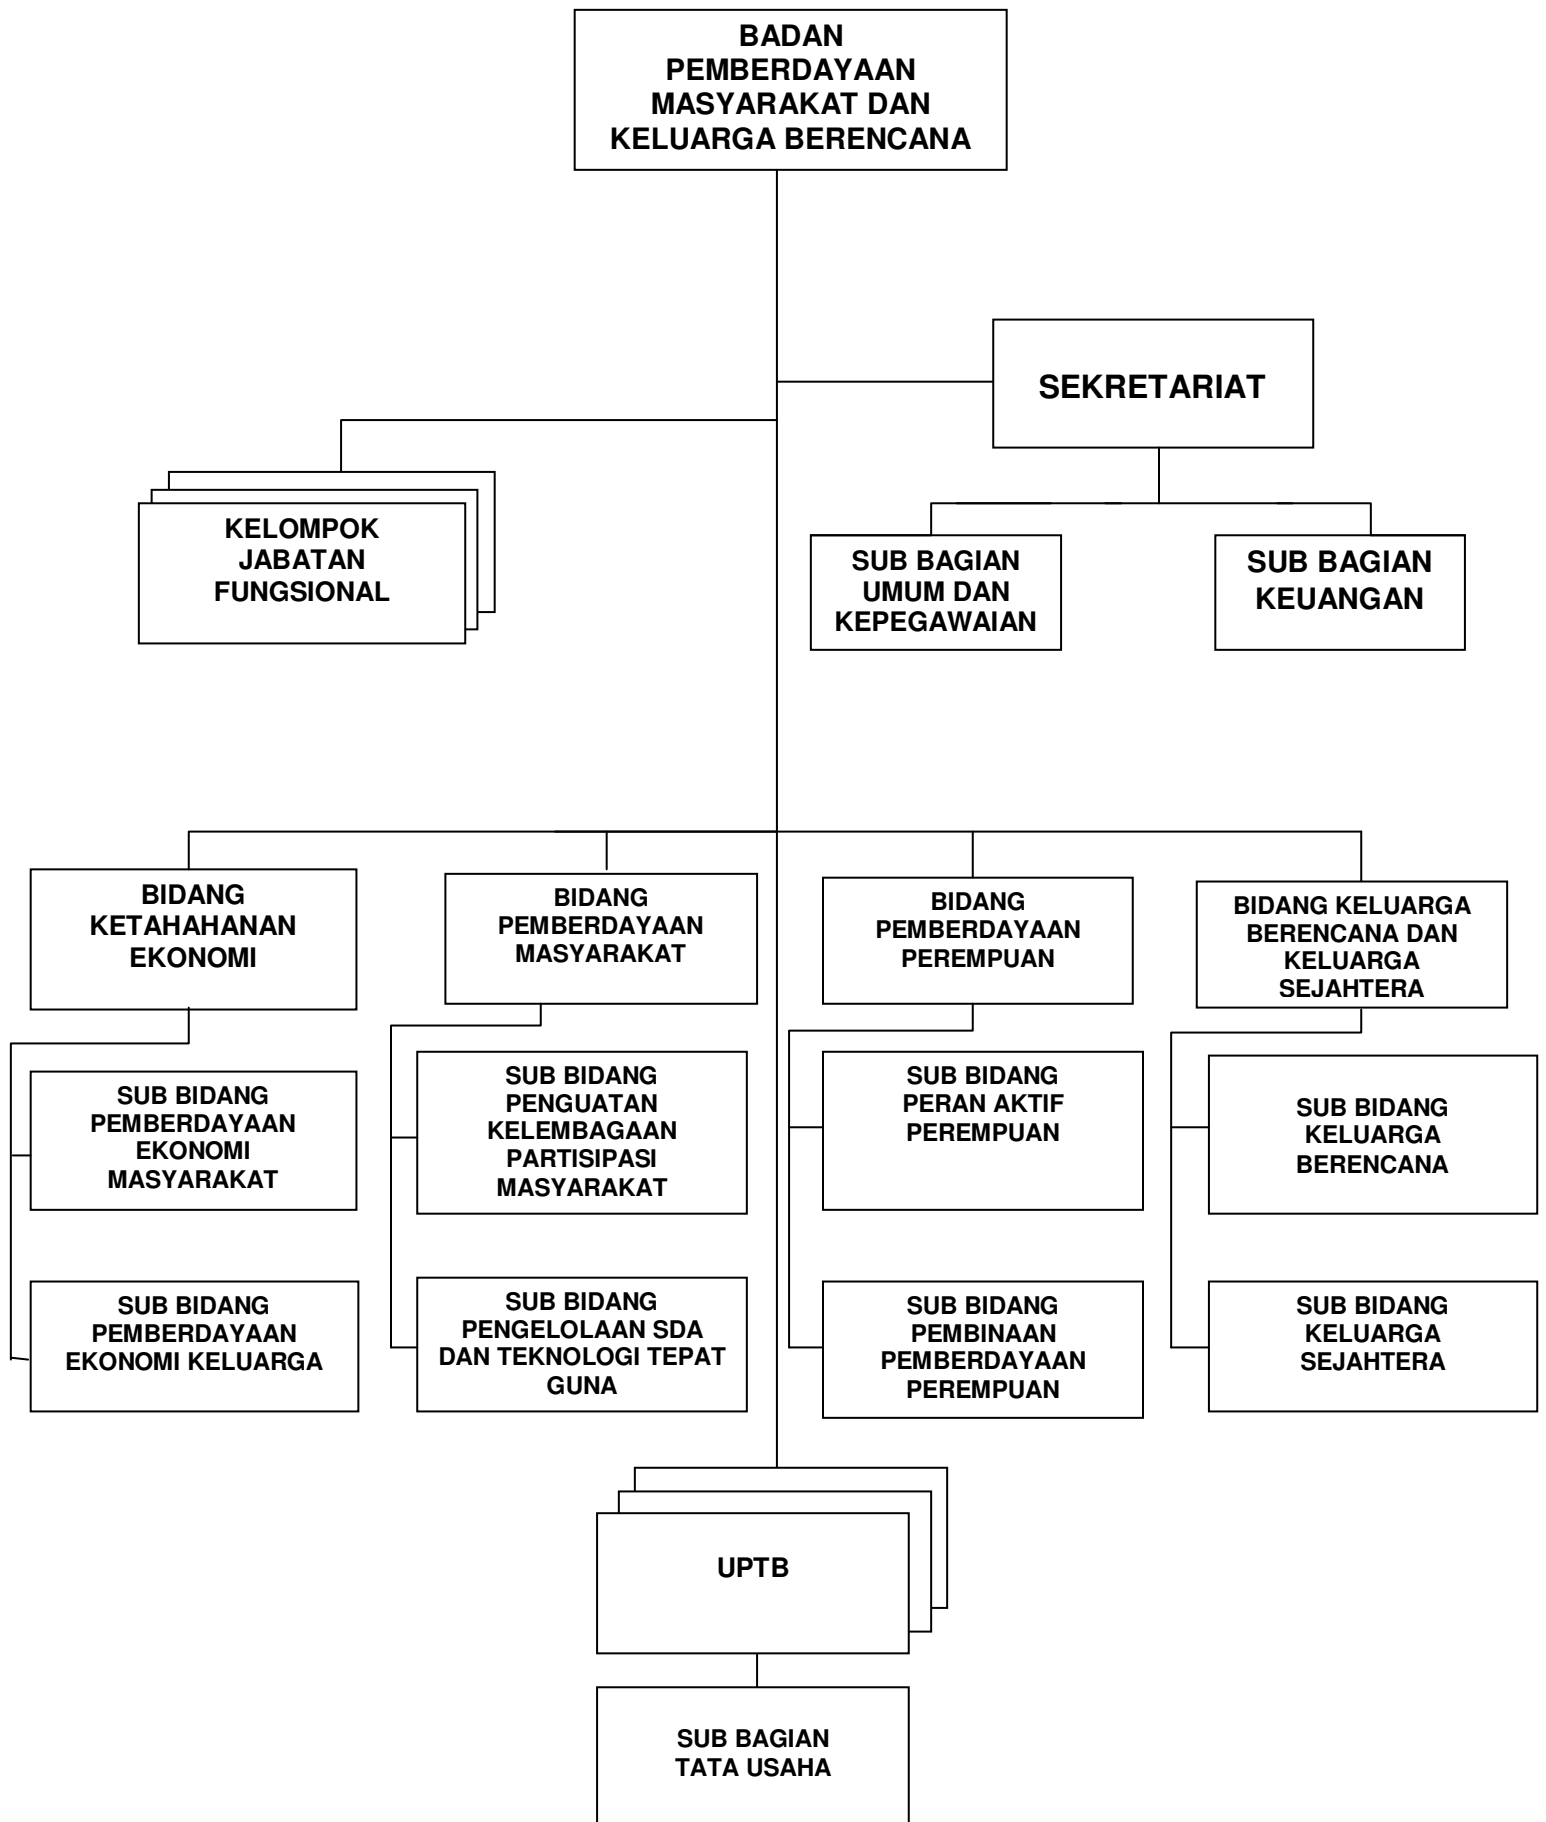 BADAN
PEMBERDAYAAN
MASYARAKAT DAN
KELUARGA BERENCANA
SEKRETARIAT
KELOMPOK
JABATAN
FUNGSIONAL
SUB BAGIAN
UMUM DAN
KEPEGAWAIAN
SUB BAGIAN
KEUANGAN
BIDANG
KETAHAHANAN
EKONOMI
BIDANG
PEMBERDAYAAN
MASYARAKAT
BIDANG
PEMBERDAYAAN
PEREMPUAN
BIDANG KELUARGA
BERENCANA DAN
KELUARGA
SEJAHTERA
SUB BIDANG
PEMBERDAYAAN
EKONOMI
MASYARAKAT
SUB BIDANG
PENGUATAN
KELEMBAGAAN
PARTISIPASI
MASYARAKAT
SUB BIDANG
PERAN AKTIF
PEREMPUAN
SUB BIDANG
KELUARGA
BERENCANA
SUB BIDANG
PEMBERDAYAAN
EKONOMI KELUARGA
SUB BIDANG
PENGELOLAAN SDA
DAN TEKNOLOGI TEPAT
GUNA
SUB BIDANG
PEMBINAAN
PEMBERDAYAAN
PEREMPUAN
SUB BIDANG
KELUARGA
SEJAHTERA
UPTB
SUB BAGIAN
TATA USAHA